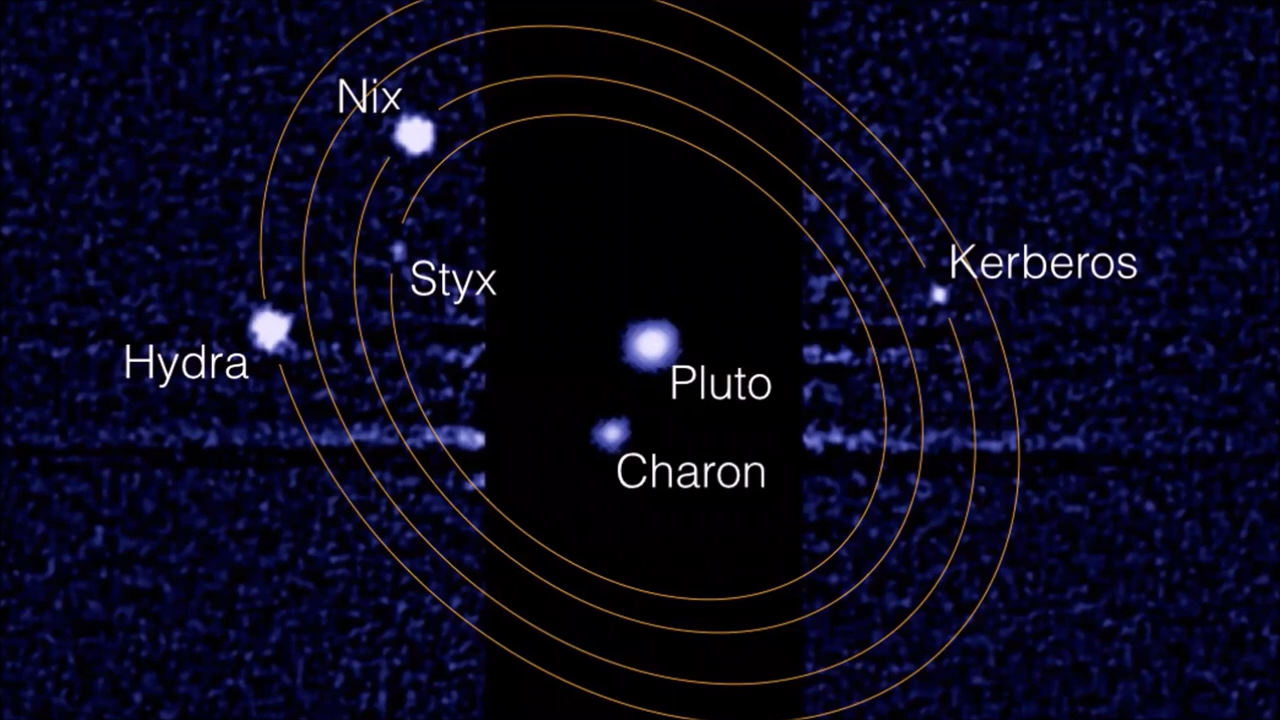 Nix
Kerberos
Styx
Hydra
Pluto
Charon